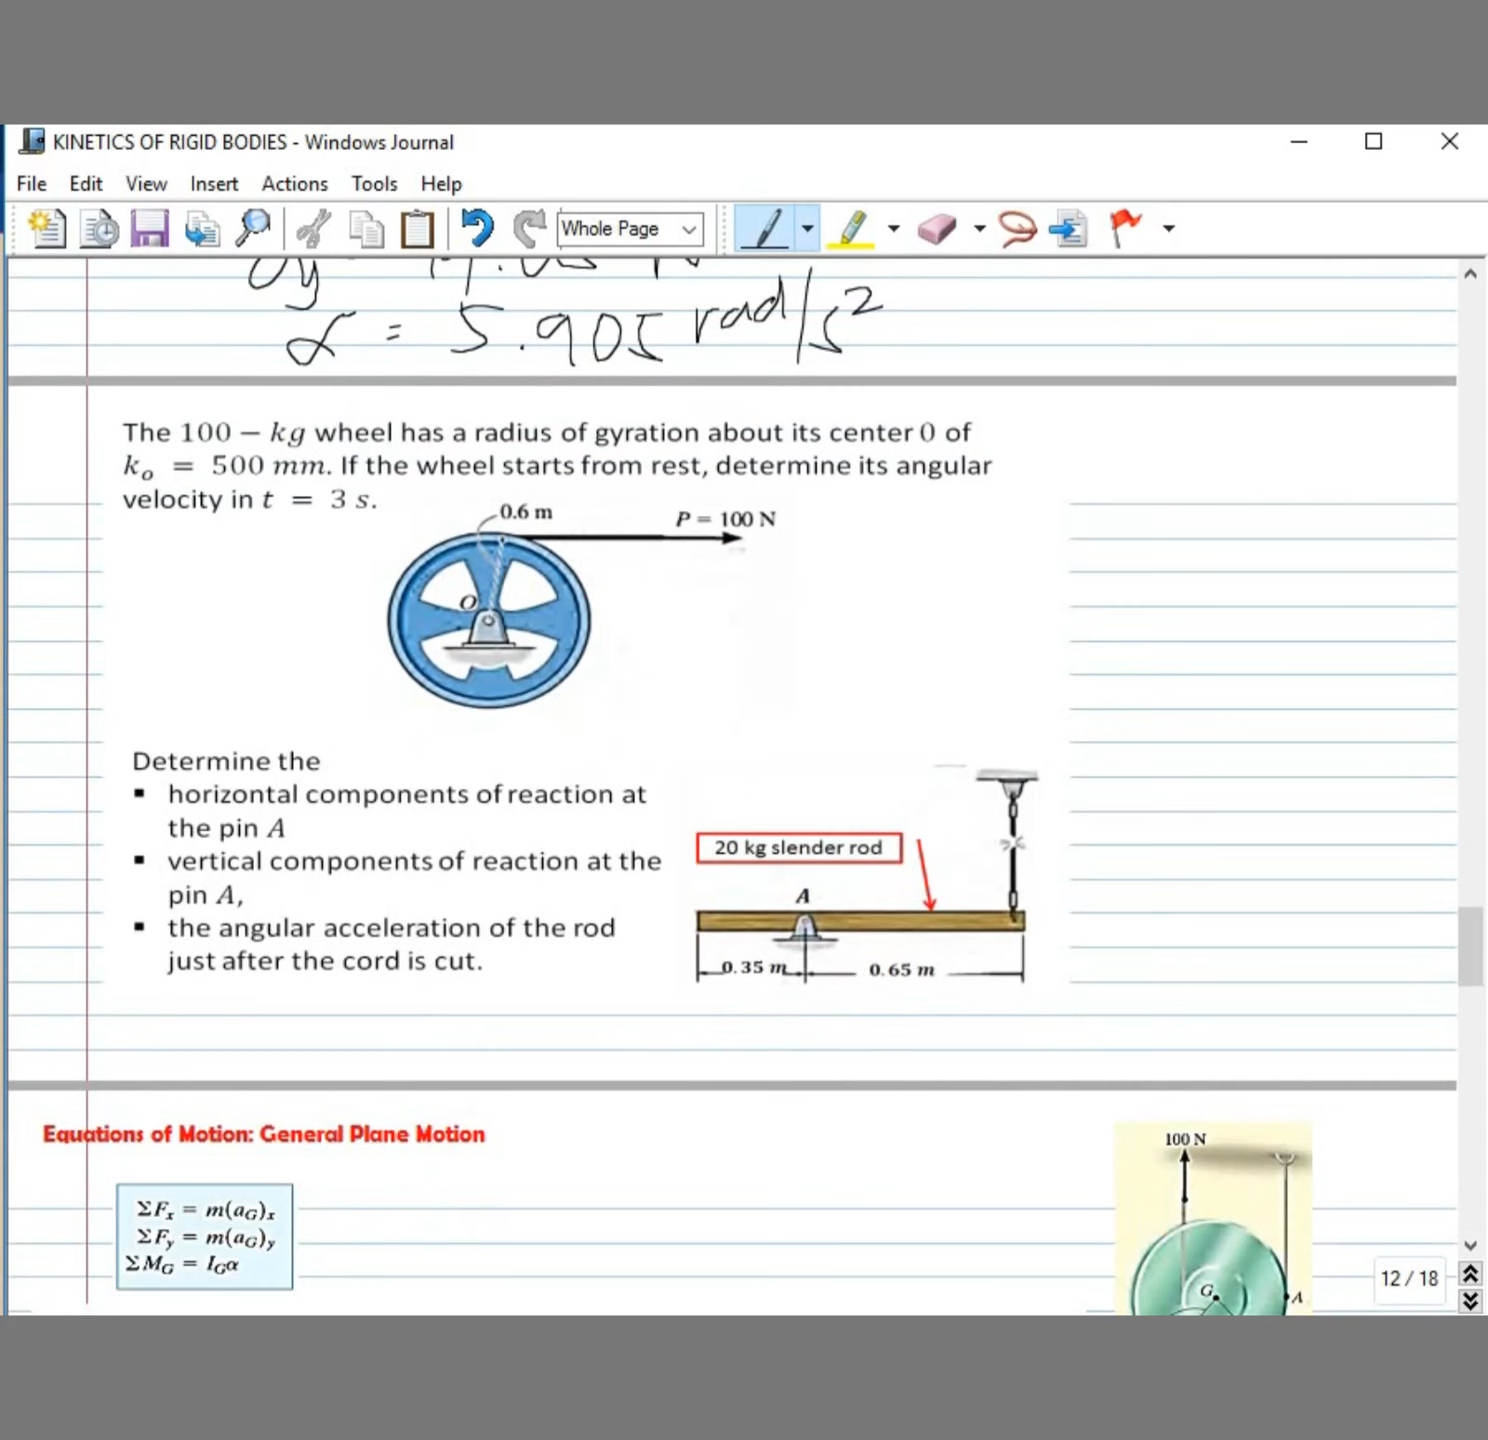 KINETICS OF RIGID BODIES - Windows Journal
File Edit View Insert Actions Tools Help
Whole Page
α = 5.905 rad/s²
The 100 – kg wheel has a radius of gyration about its center 0 of
kₒ = 500 mm. If the wheel starts from rest, determine its angular
velocity in t = 3 s.
0.6 m
P = 100 N
O
Determine the
▪ horizontal components of reaction at
the pin A
▪ vertical components of reaction at the
pin A,
▪ the angular acceleration of the rod
just after the cord is cut.
20 kg slender rod
A
0.35 m
0.65 m
Equations of Motion: General Plane Motion
ΣFₓ = m(a_G)ₓ
ΣF_y = m(a_G)_y
ΣM_G = I_Gα
100 N
G
A
12 / 18